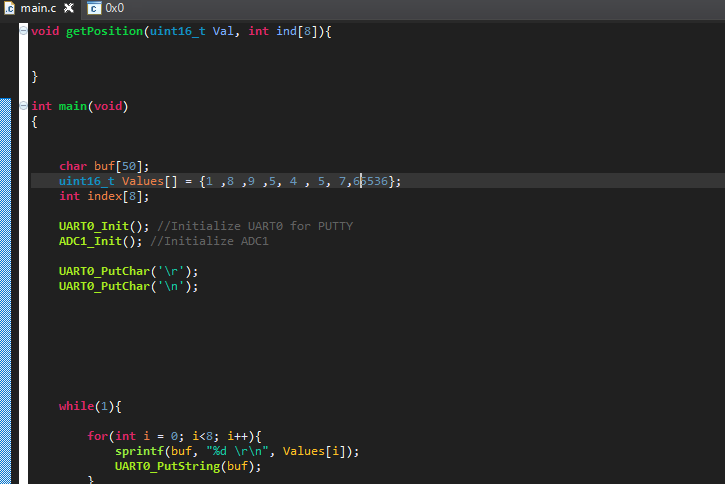 main.c 0x0
void getPosition(uint16_t Val, int ind[8]){
}
int main(void)
{
char buf[50];
uint16_t Values[] = {1 ,8 ,9 ,5, 4 , 5, 7,65536};
int index[8];
UART0_Init(); //Initialize UART0 for PUTTY
ADC1_Init(); //Initialize ADC1
UART0_PutChar('\r');
UART0_PutChar('\n');
while(1){
for(int i = 0; i<8; i++){
sprintf(buf, "%d \r\n", Values[i]);
UART0_PutString(buf);
}